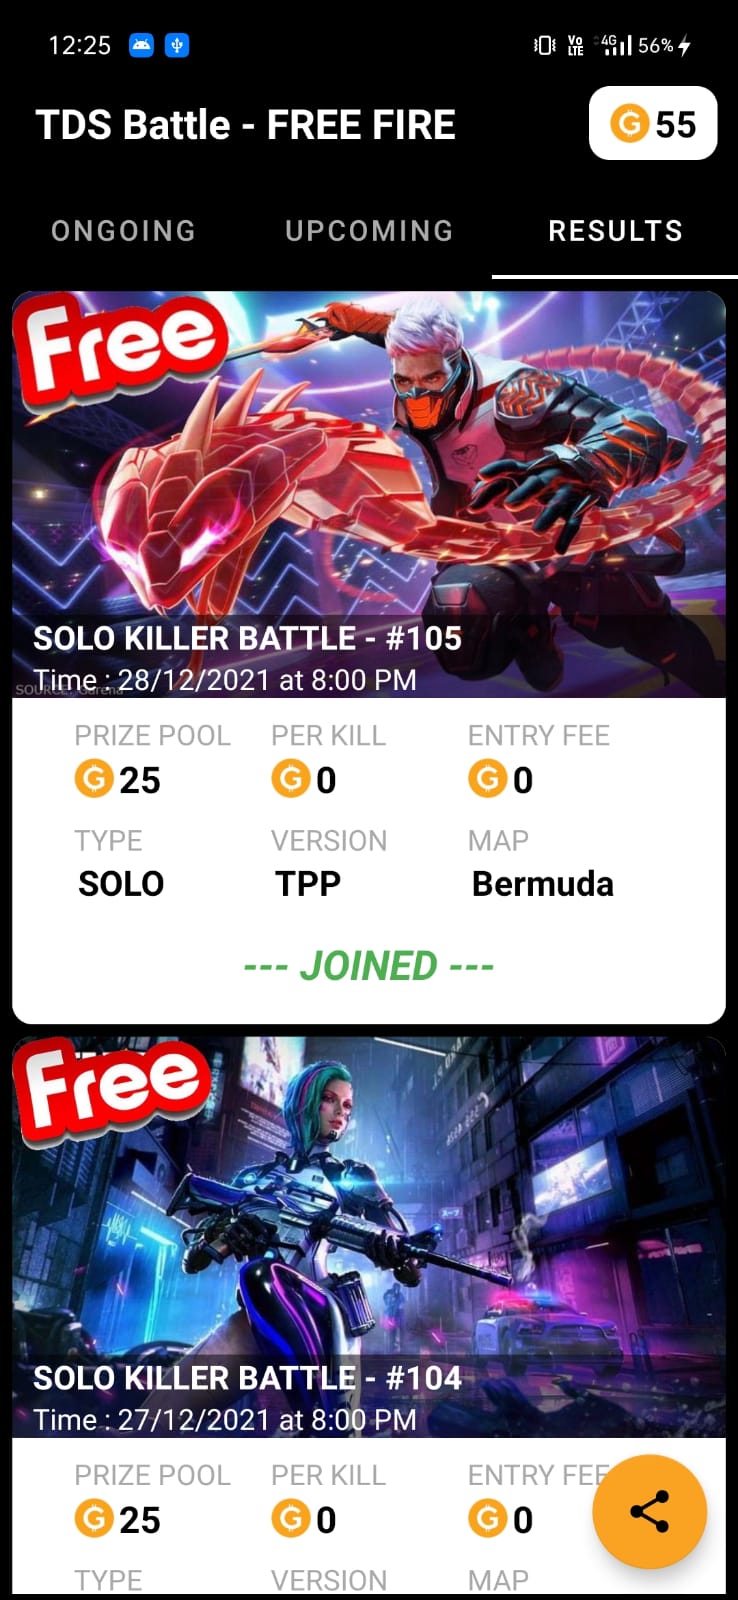 12:25
Vo LTE 4G 56%
TDS Battle - FREE FIRE
G 55
ONGOING UPCOMING RESULTS
Free
SOLO KILLER BATTLE - #105
Time : 28/12/2021 at 8:00 PM
SOURCE: Garena
PRIZE POOL PER KILL ENTRY FEE
G 25 G 0 G 0
TYPE VERSION MAP
SOLO TPP Bermuda
--- JOINED ---
Free
SOLO KILLER BATTLE - #104
Time : 27/12/2021 at 8:00 PM
PRIZE POOL PER KILL ENTRY FEE
G 25 G 0 G 0
TYPE VERSION MAP